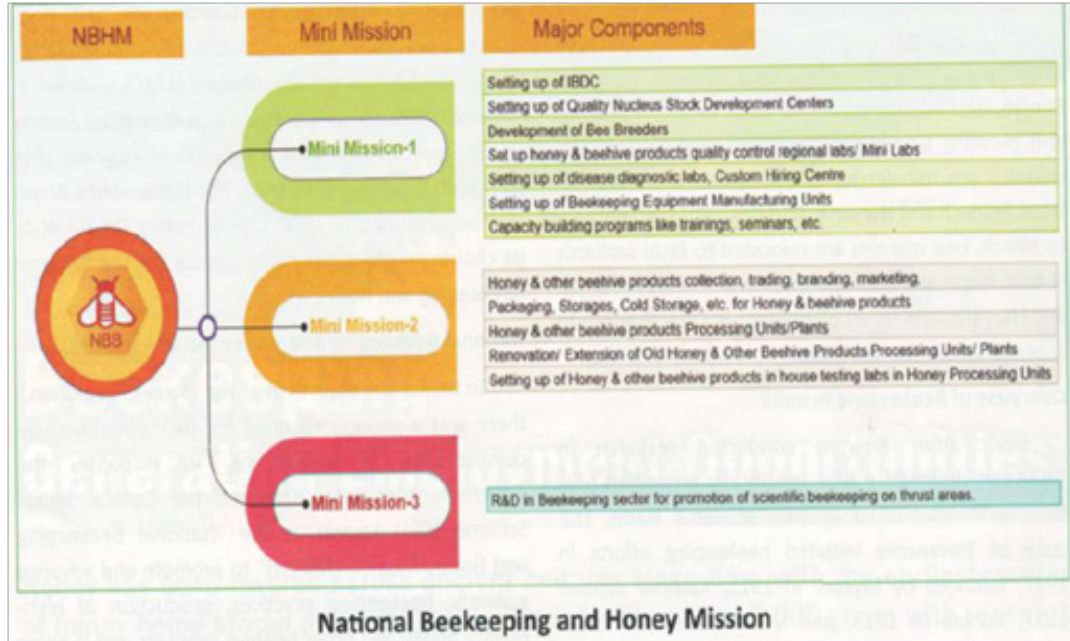 NBHM
Mini Mission
Major Components
Mini Mission-1
Setting up of IBDC
Setting up of Quality Nucleus Stock Development Centers
Development of Bee Breeders
Set up honey & beehive products quality control regional labs/ Mini Labs
Setting up of disease diagnostic labs, Custom Hiring Centre
Setting up of Beekeeping Equipment Manufacturing Units
Capacity building programs like trainings, seminars, etc.
NBB
Mini Mission-2
Honey & other beehive products collection, trading, branding, marketing,
Packaging, Storages, Cold Storage, etc. for Honey & beehive products
Honey & other beehive products Processing Units/Plants
Renovation/ Extension of Old Honey & Other Beehive Products Processing Units/ Plants
Setting up of Honey & other beehive products in house testing labs in Honey Processing Units
Mini Mission-3
R&D in Beekeeping sector for promotion of scientific beekeeping on thrust areas.
National Beekeeping and Honey Mission